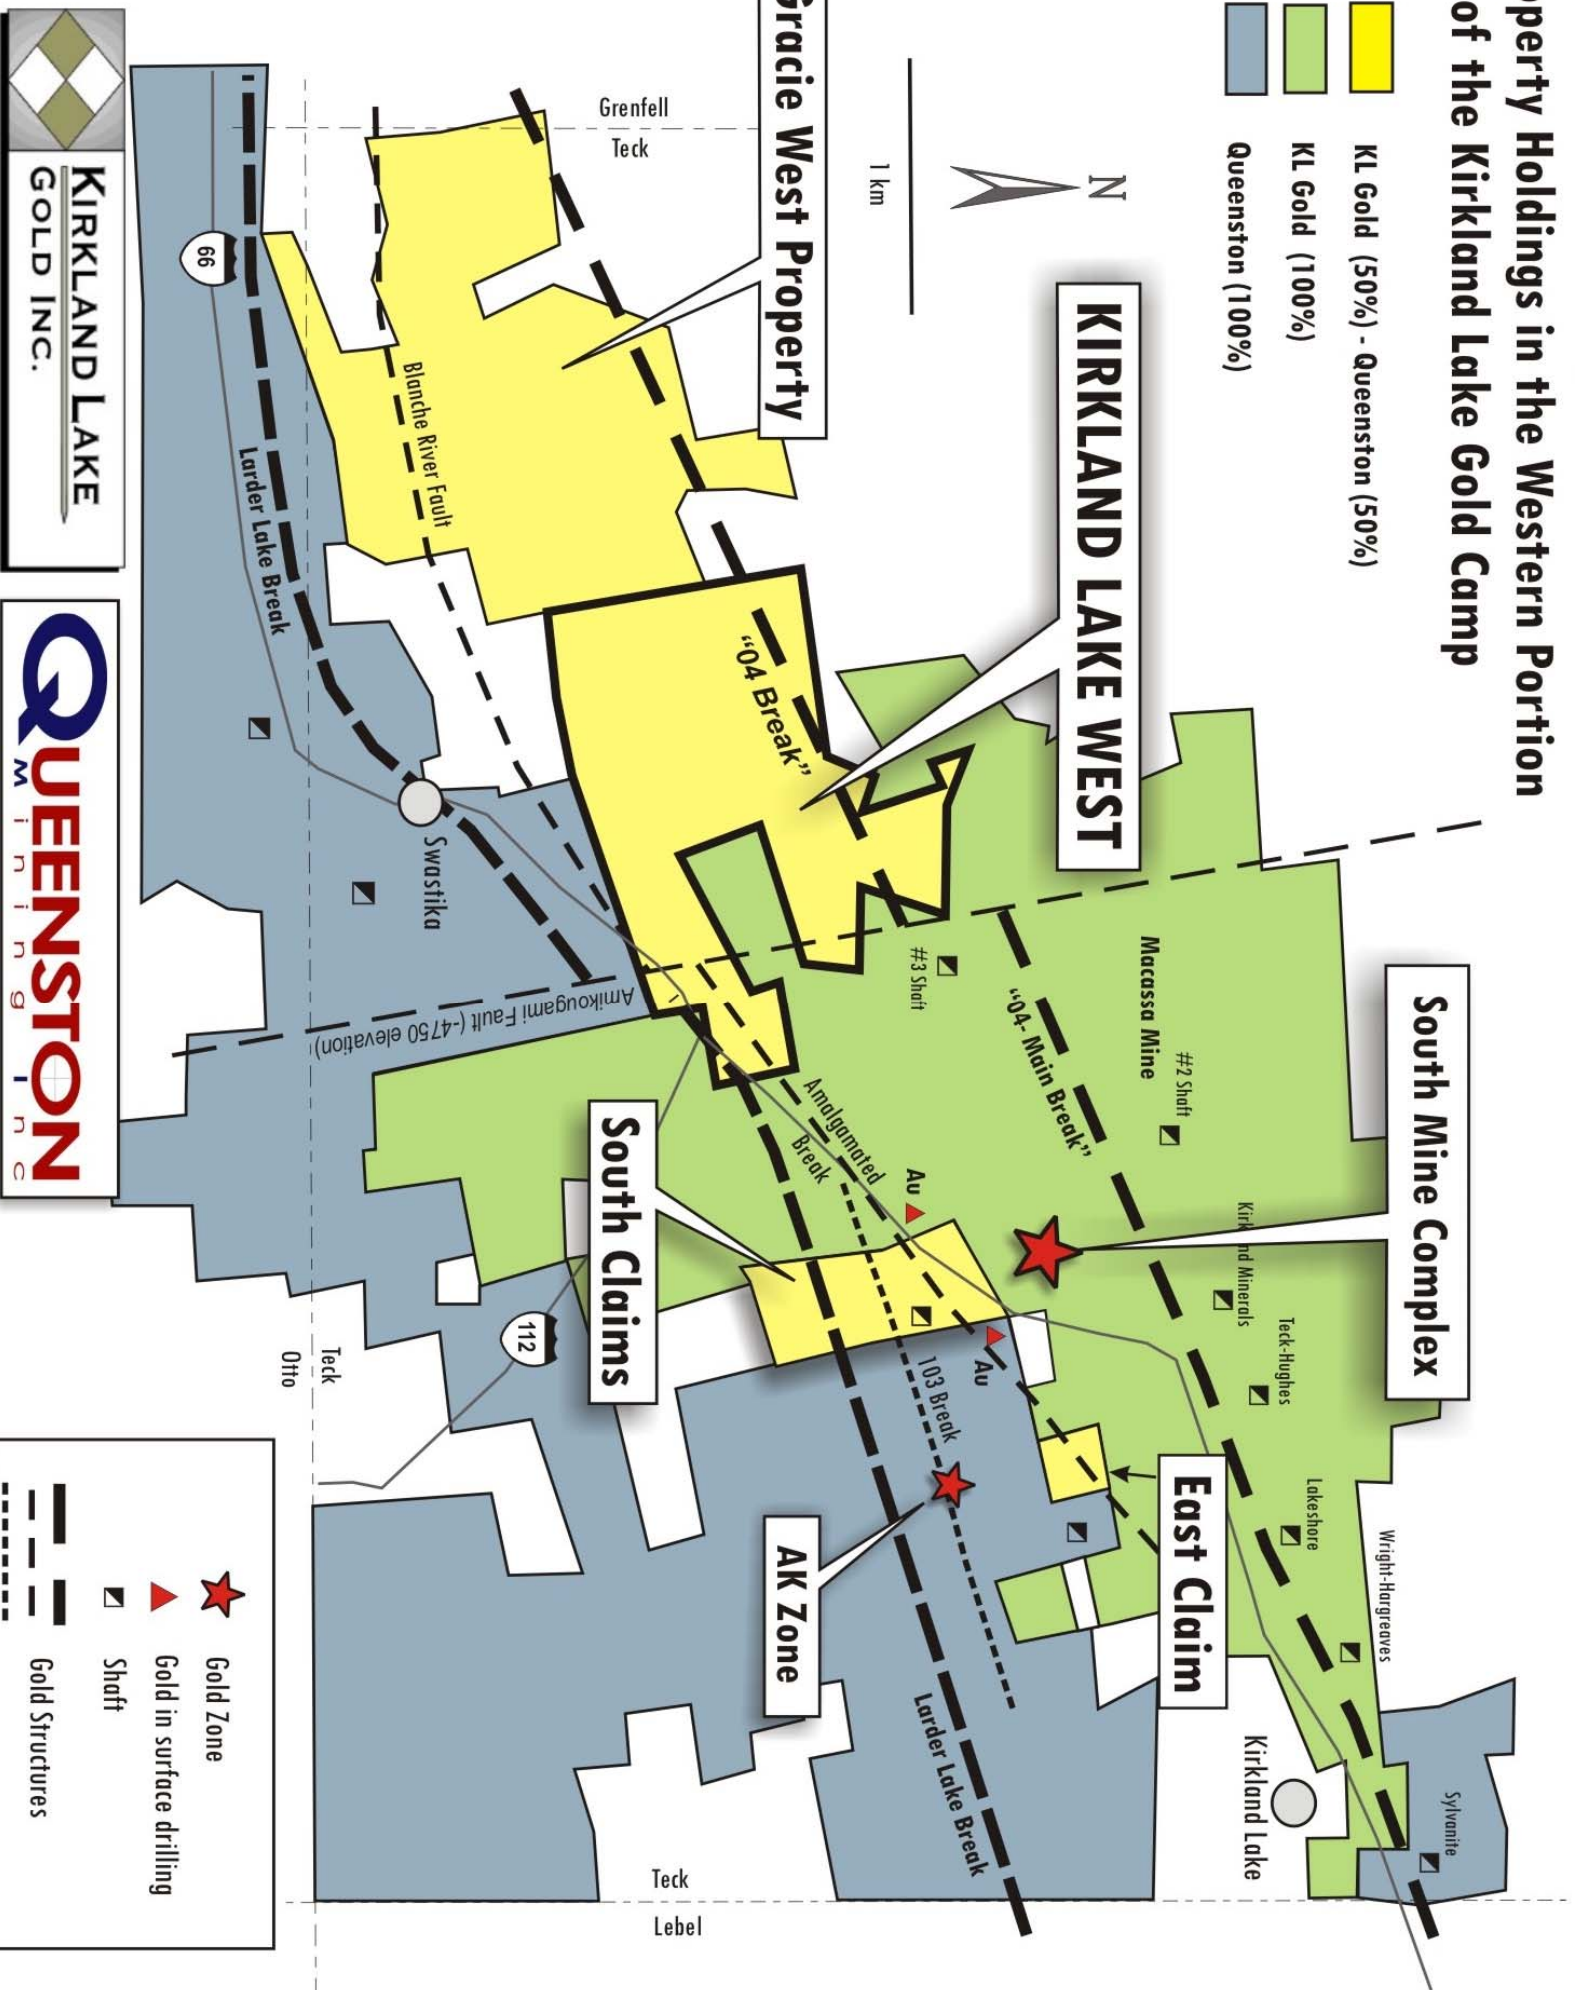 perty Holdings in the Western Portion
of the Kirkland Lake Gold Camp
KL Gold (50%) - Queenston (50%)
KL Gold (100%)
Queenston (100%)
N
1 km
Grenfell
Teck
Gracie West Property
KIRKLAND LAKE WEST
South Mine Complex
South Claims
East Claim
AK Zone
"04 Break"
"04- Main Break"
Macassa Mine
#3 Shaft
#2 Shaft
Kirk nd Minerals
Teck-Hughes
Lakeshore
Wright-Hargreaves
Sylvanite
Kirkland Lake
Amalgamated
Break
Au
Au
103 Break
Larder Lake Break
Blanche River Fault
Larder Lake Break
Amikougami Fault (-4750 elevation)
Swastika
66
112
Teck
Otto
Teck
Lebel
KIRKLAND LAKE
GOLD INC.
QUEENSTON
Mining Inc
Gold Zone
Gold in surface drilling
Shaft
Gold Structures